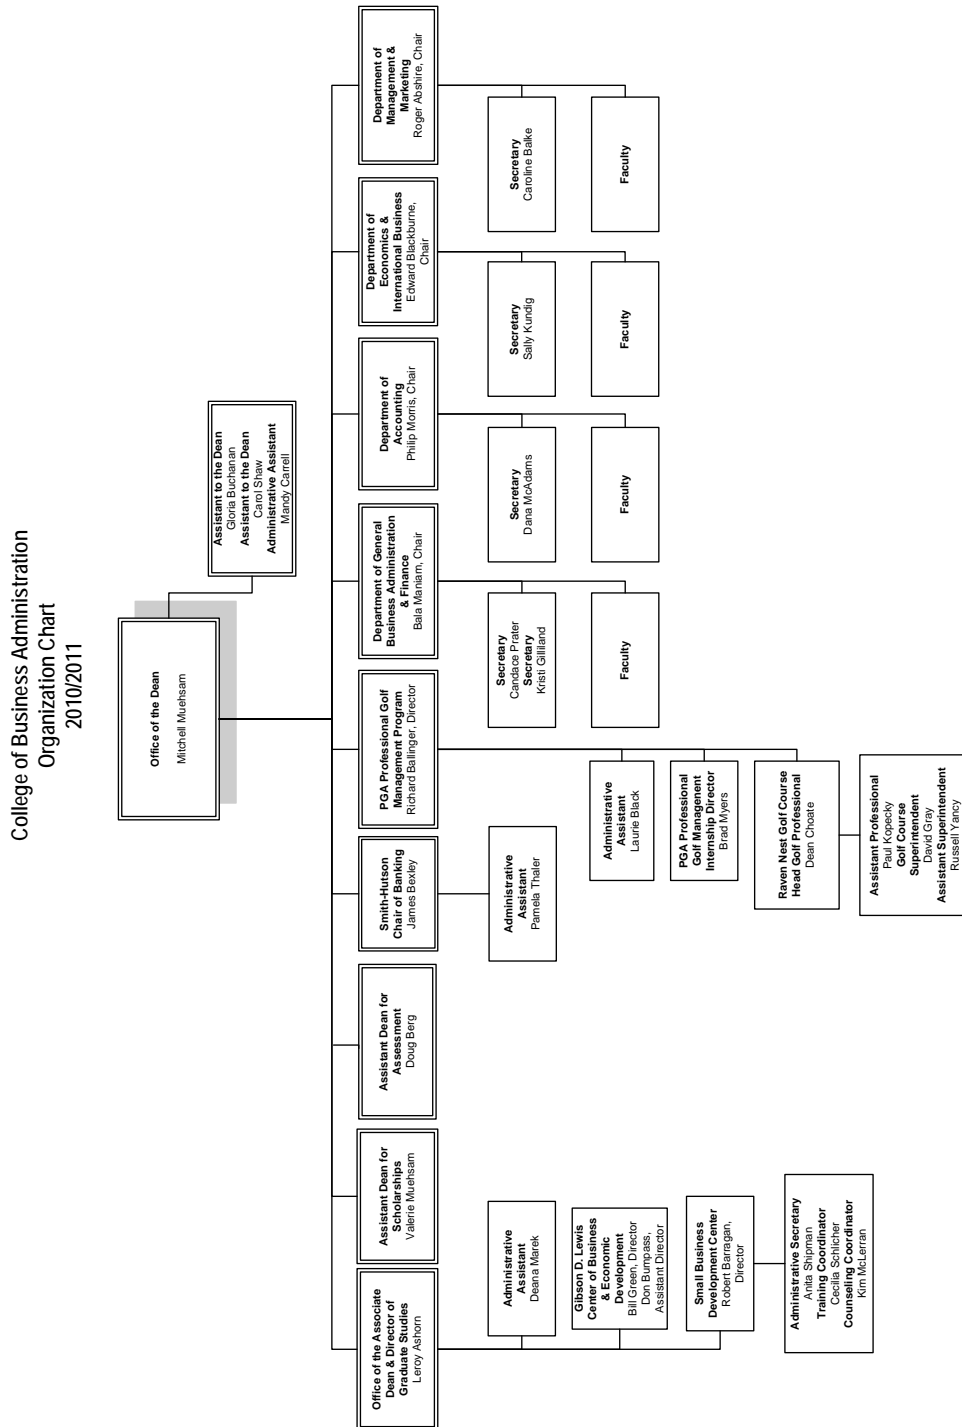 College of Business Administration
Organization Chart
2010/2011
Office of the Dean
Mitchell Muehsam
Assistant to the Dean
Gloria Buchanan
Assistant to the Dean
Carol Shaw
Administrative Assistant
Mandy Carrell
Office of the Associate
Dean & Director of
Graduate Studies
Leroy Ashorn
Assistant Dean for
Scholarships
Valerie Muehsam
Assistant Dean for
Assessment
Doug Berg
Smith-Hutson
Chair of Banking
James Bexley
PGA Professional Golf
Management Program
Richard Ballinger, Director
Department of General
Business Administration
& Finance
Bala Maniam, Chair
Department of
Accounting
Philip Morris, Chair
Department of
Economics &
International Business
Edward Blackburne,
Chair
Department of
Management &
Marketing
Roger Abshire, Chair
Administrative
Assistant
Deana Marek
Gibson D. Lewis
Center of Business
& Economic
Development
Bill Green, Director
Don Bumpass,
Assistant Director
Small Business
Development Center
Robert Barragan,
Director
Administrative Secretary
Anita Shipman
Training Coordinator
Cecilia Schlicher
Counseling Coordinator
Kim McLerran
Administrative
Assistant
Pamela Thaler
Administrative
Assistant
Laurie Black
PGA Professional
Golf Management
Internship Director
Brad Myers
Raven Nest Golf Course
Head Golf Professional
Dean Choate
Assistant Professional
Paul Kopecky
Golf Course
Superintendent
David Gray
Assistant Superintendent
Russell Yancy
Secretary
Candace Prater
Secretary
Kristi Gilliland
Faculty
Secretary
Dana McAdams
Faculty
Secretary
Sally Kundig
Faculty
Secretary
Caroline Balke
Faculty